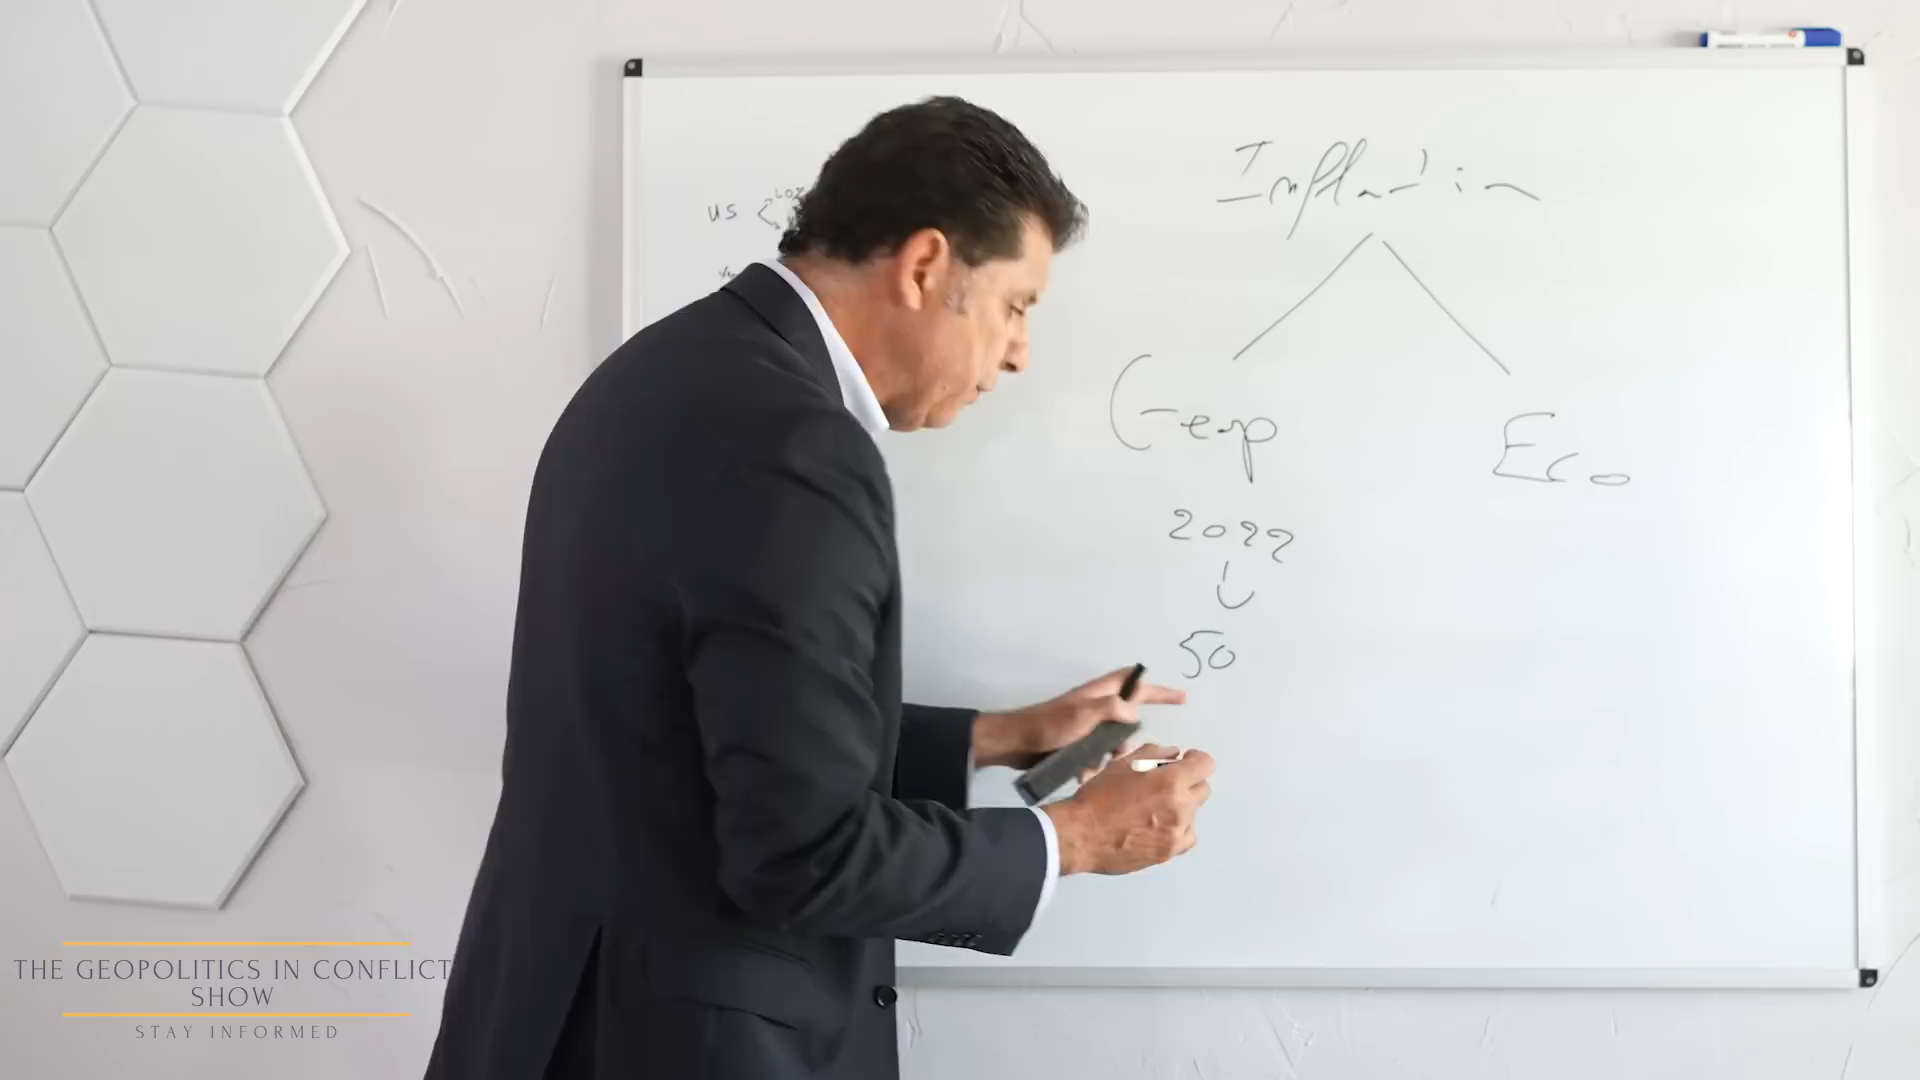 US
Inflation
Geop
Eco
2022
50
THE GEOPOLITICS IN CONFLICT
SHOW
STAY INFORMED